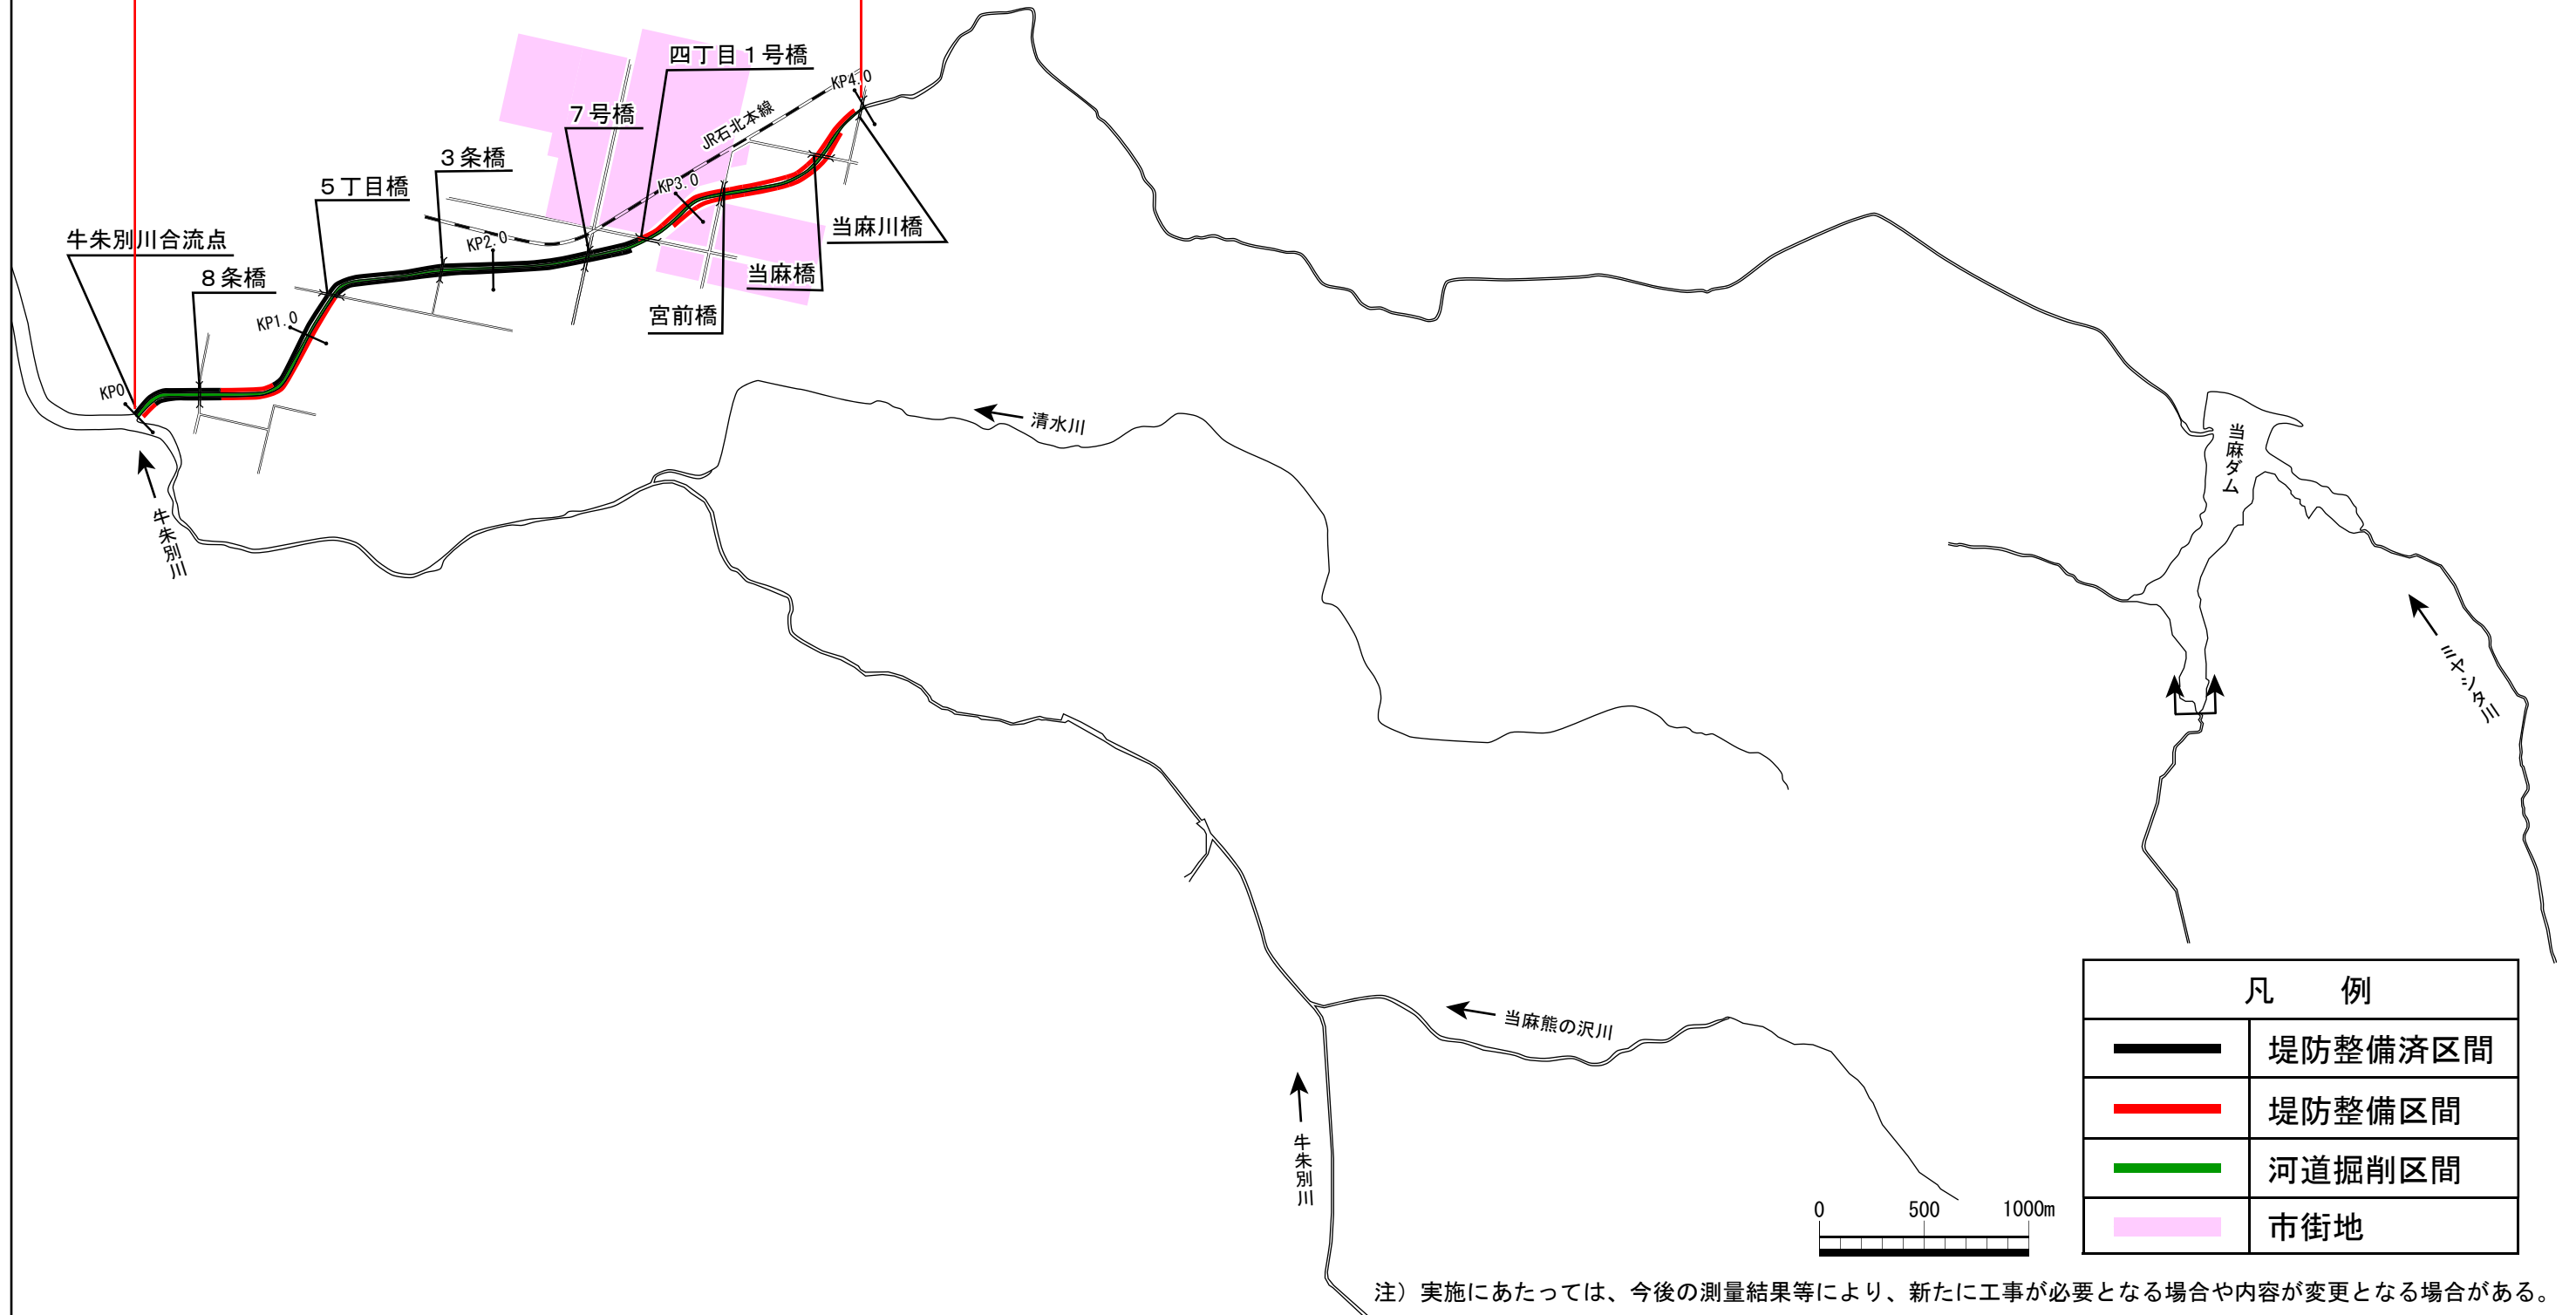 四丁目１号橋
KP4.0
７号橋
JR石北本線
３条橋
５丁目橋
KP3.0
当麻川橋
牛朱別川合流点
KP2.0
８条橋
当麻橋
宮前橋
KP1.0
KP0
清水川
当麻ダム
牛朱別川
ミヤシタ川
当麻熊の沢川
牛朱別川
凡　例
堤防整備済区間
堤防整備区間
河道掘削区間
市街地
0 500 1000m
注）実施にあたっては、今後の測量結果等により、新たに工事が必要となる場合や内容が変更となる場合がある。